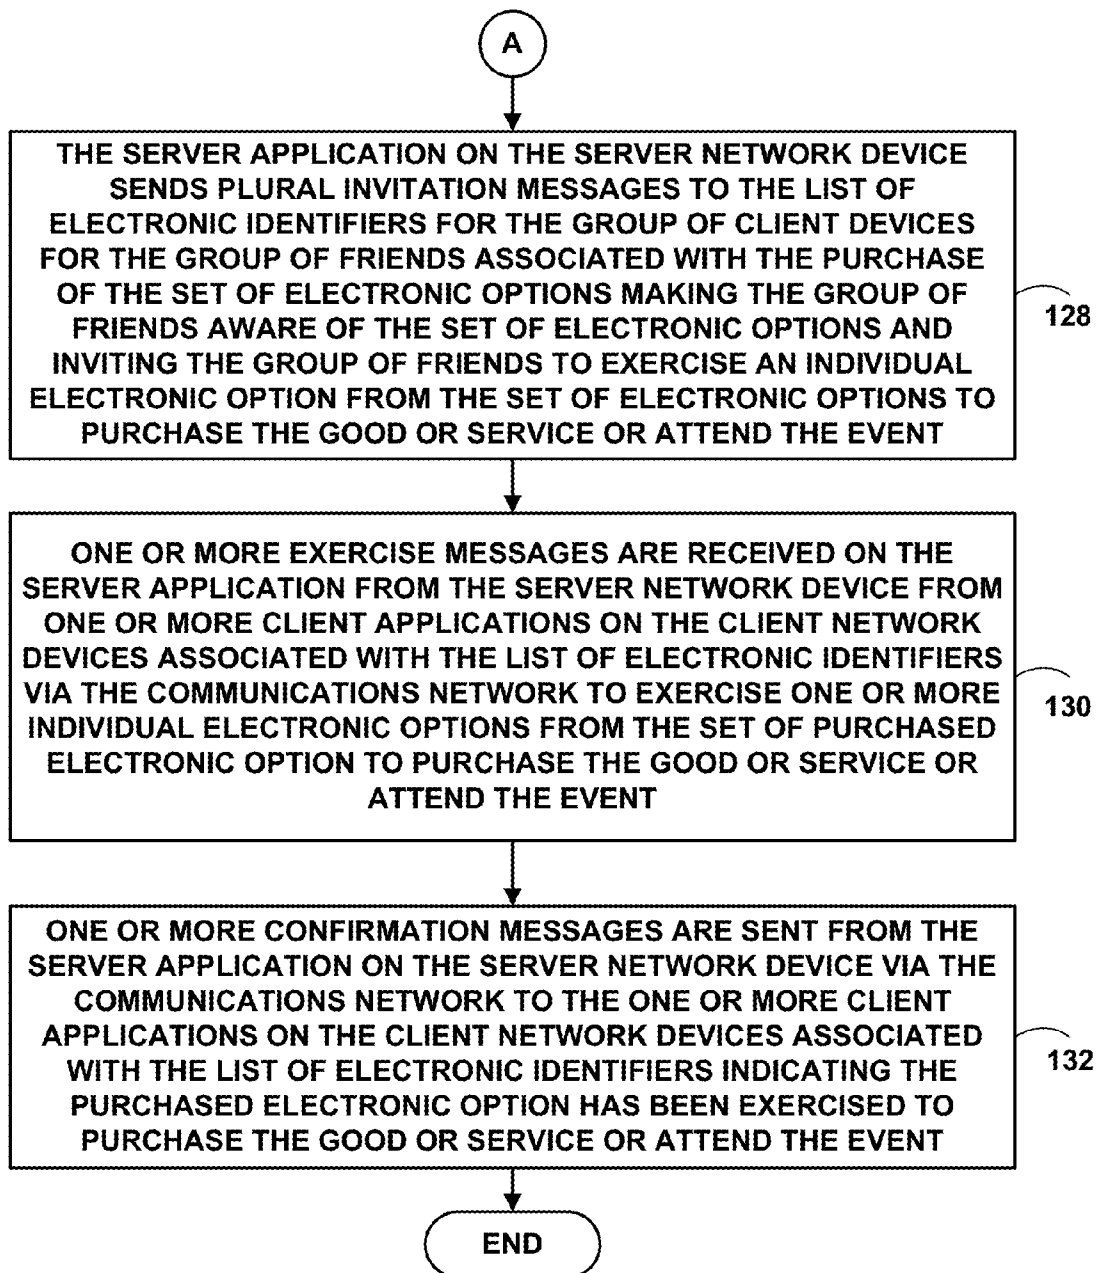 A
THE SERVER APPLICATION ON THE SERVER NETWORK DEVICE
SENDS PLURAL INVITATION MESSAGES TO THE LIST OF
ELECTRONIC IDENTIFIERS FOR THE GROUP OF CLIENT DEVICES
FOR THE GROUP OF FRIENDS ASSOCIATED WITH THE PURCHASE
OF THE SET OF ELECTRONIC OPTIONS MAKING THE GROUP OF
FRIENDS AWARE OF THE SET OF ELECTRONIC OPTIONS AND
INVITING THE GROUP OF FRIENDS TO EXERCISE AN INDIVIDUAL
ELECTRONIC OPTION FROM THE SET OF ELECTRONIC OPTIONS TO
PURCHASE THE GOOD OR SERVICE OR ATTEND THE EVENT
128
ONE OR MORE EXERCISE MESSAGES ARE RECEIVED ON THE
SERVER APPLICATION FROM THE SERVER NETWORK DEVICE FROM
ONE OR MORE CLIENT APPLICATIONS ON THE CLIENT NETWORK
DEVICES ASSOCIATED WITH THE LIST OF ELECTRONIC IDENTIFIERS
VIA THE COMMUNICATIONS NETWORK TO EXERCISE ONE OR MORE
INDIVIDUAL ELECTRONIC OPTIONS FROM THE SET OF PURCHASED
ELECTRONIC OPTION TO PURCHASE THE GOOD OR SERVICE OR
ATTEND THE EVENT
130
ONE OR MORE CONFIRMATION MESSAGES ARE SENT FROM THE
SERVER APPLICATION ON THE SERVER NETWORK DEVICE VIA THE
COMMUNICATIONS NETWORK TO THE ONE OR MORE CLIENT
APPLICATIONS ON THE CLIENT NETWORK DEVICES ASSOCIATED
WITH THE LIST OF ELECTRONIC IDENTIFIERS INDICATING THE
PURCHASED ELECTRONIC OPTION HAS BEEN EXERCISED TO
PURCHASE THE GOOD OR SERVICE OR ATTEND THE EVENT
132
END